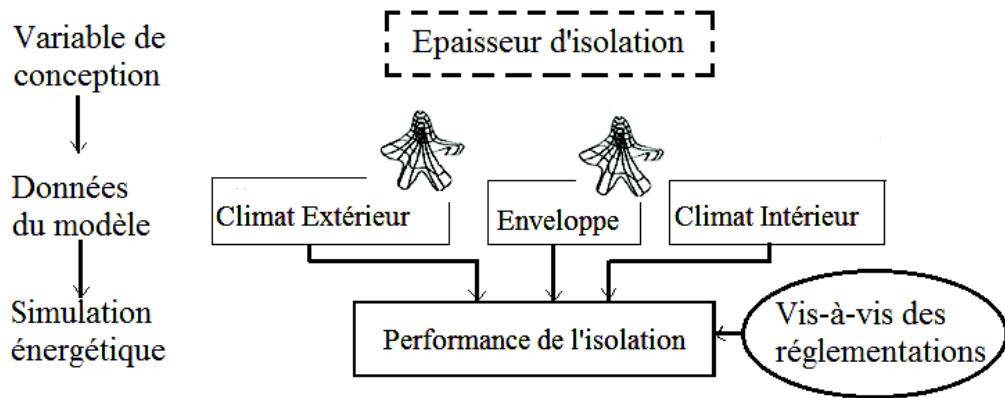 Variable de
conception
Epaisseur d'isolation
Données
du modèle
Climat Extérieur
Enveloppe
Climat Intérieur
Simulation
énergétique
Performance de l'isolation
Vis-à-vis des
réglementations